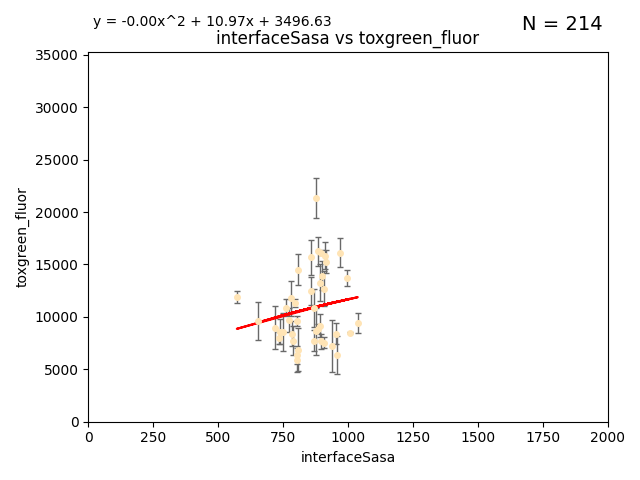 y = -0.00x^2 + 10.97x + 3496.63
N = 214
interfaceSasa vs toxgreen_fluor
35000
30000
25000
20000
15000
10000
5000
0
toxgreen_fluor
0 250 500 750 1000 1250 1500 1750 2000
interfaceSasa